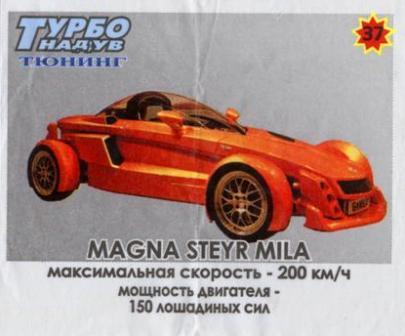 ТУРБО
НАДУВ
ТЮНИНГ
37
MAGNA STEYR MILA
максимальная скорость - 200 км/ч
мощность двигателя -
150 лошадиных сил